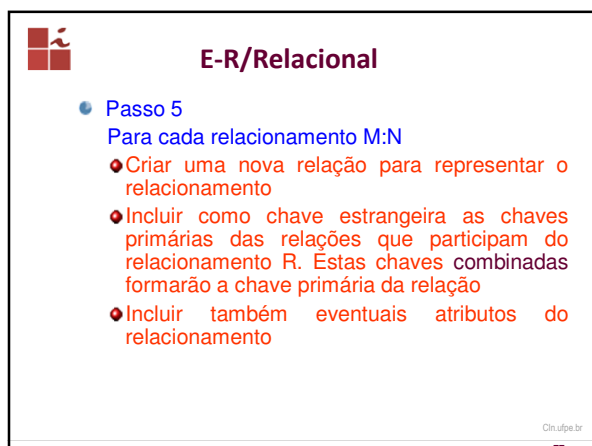 E-R/Relacional
Passo 5
Para cada relacionamento M:N
Criar uma nova relação para representar o
relacionamento
Incluir como chave estrangeira as chaves
primárias das relações que participam do
relacionamento R. Estas chaves combinadas
formarão a chave primária da relação
Incluir também eventuais atributos do
relacionamento
CIn.ufpe.br